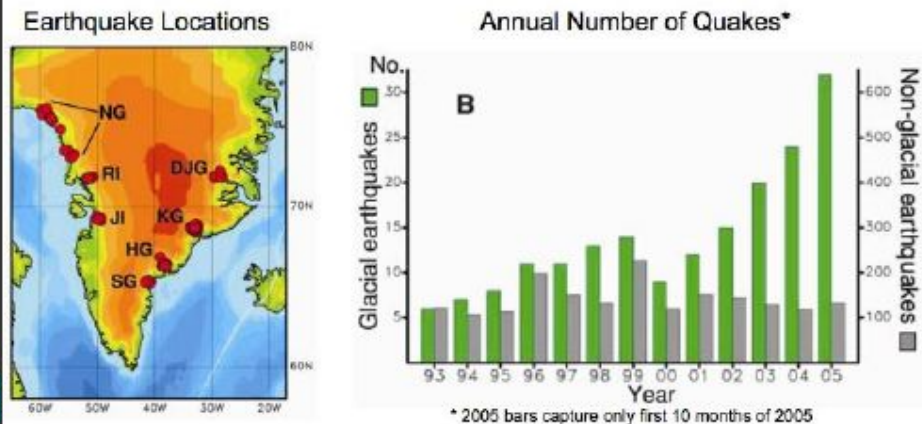 Earthquake Locations
80N
NG
RI
DJG
70N
JI
KG
HG
SG
60N
60W 50W 40W 30W 20W
Annual Number of Quakes*
No.
B
Glacial earthquakes
30
25
20
15
10
5
Non-glacial earthquakes
600
500
400
300
200
100
93 94 95 96 97 98 99 00 01 02 03 04 05
Year
* 2005 bars capture only first 10 months of 2005